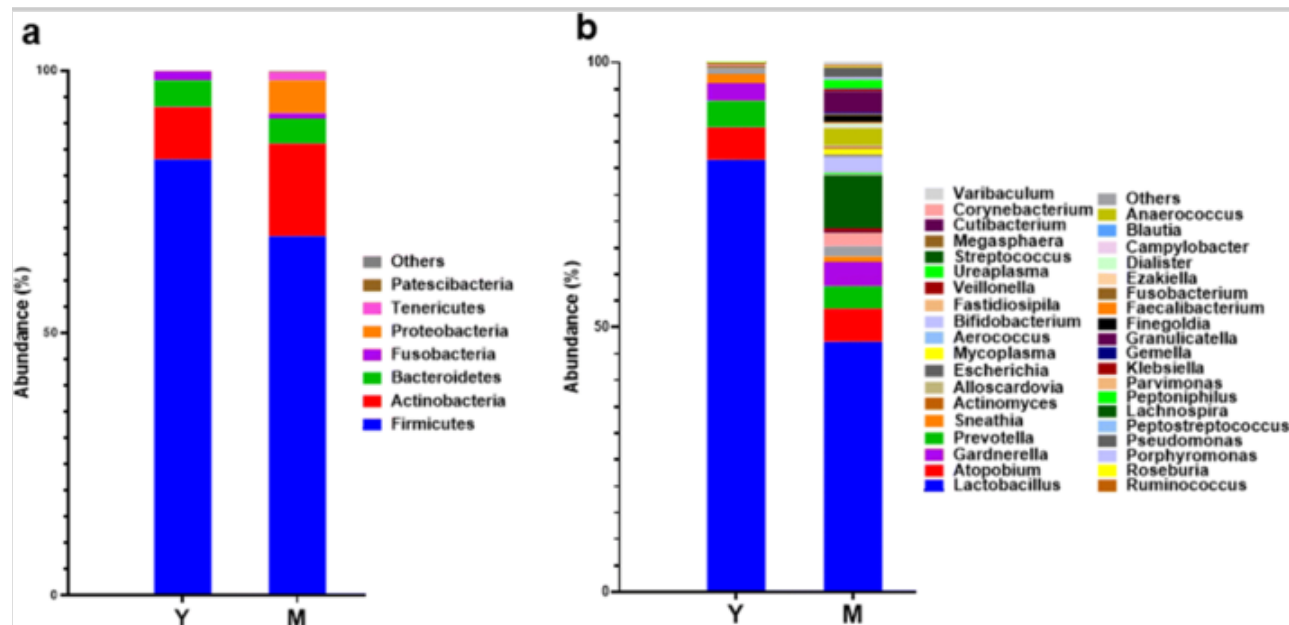 a
100
50
0
Abundance (%)
Y
M
Others
Patescibacteria
Tenericutes
Proteobacteria
Fusobacteria
Bacteroidetes
Actinobacteria
Firmicutes
b
100
50
0
Abundance (%)
Y
M
Varibaculum
Corynebacterium
Cutibacterium
Megasphaera
Streptococcus
Ureaplasma
Veillonella
Fastidiosipila
Bifidobacterium
Aerococcus
Mycoplasma
Escherichia
Alloscardovia
Actinomyces
Sneathia
Prevotella
Gardnerella
Atopobium
Lactobacillus
Others
Anaerococcus
Blautia
Campylobacter
Dialister
Ezakiella
Fusobacterium
Faecalibacterium
Finegoldia
Granulicatella
Gemella
Klebsiella
Parvimonas
Peptoniphilus
Lachnospira
Peptostreptococcus
Pseudomonas
Porphyromonas
Roseburia
Ruminococcus